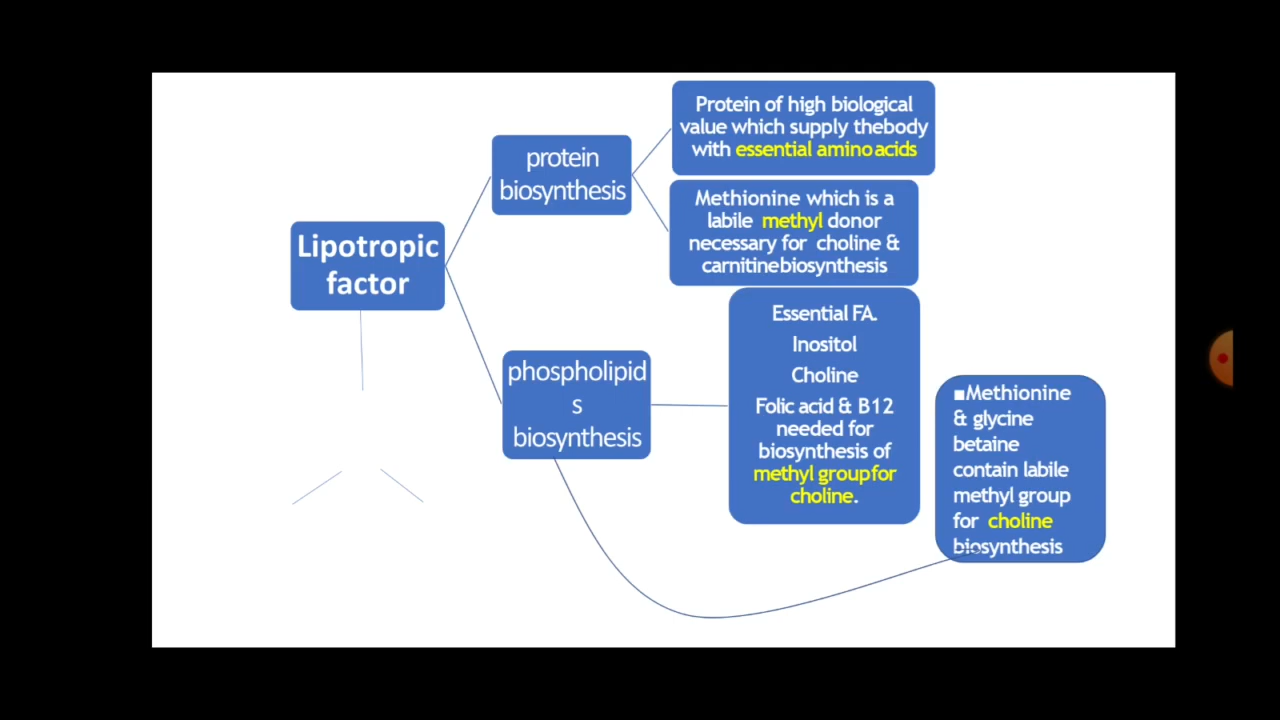 Lipotropic
factor
protein
biosynthesis
Protein of high biological
value which supply thebody
with essential aminoacids
Methionine which is a
labile methyl donor
necessary for choline &
carnitinebiosynthesis
phospholipid
s
biosynthesis
Essential FA.
Inositol
Choline
Folic acid & B12
needed for
biosynthesis of
methyl groupfor
choline.
■Methionine
& glycine
betaine
contain labile
methyl group
for choline
biosynthesis